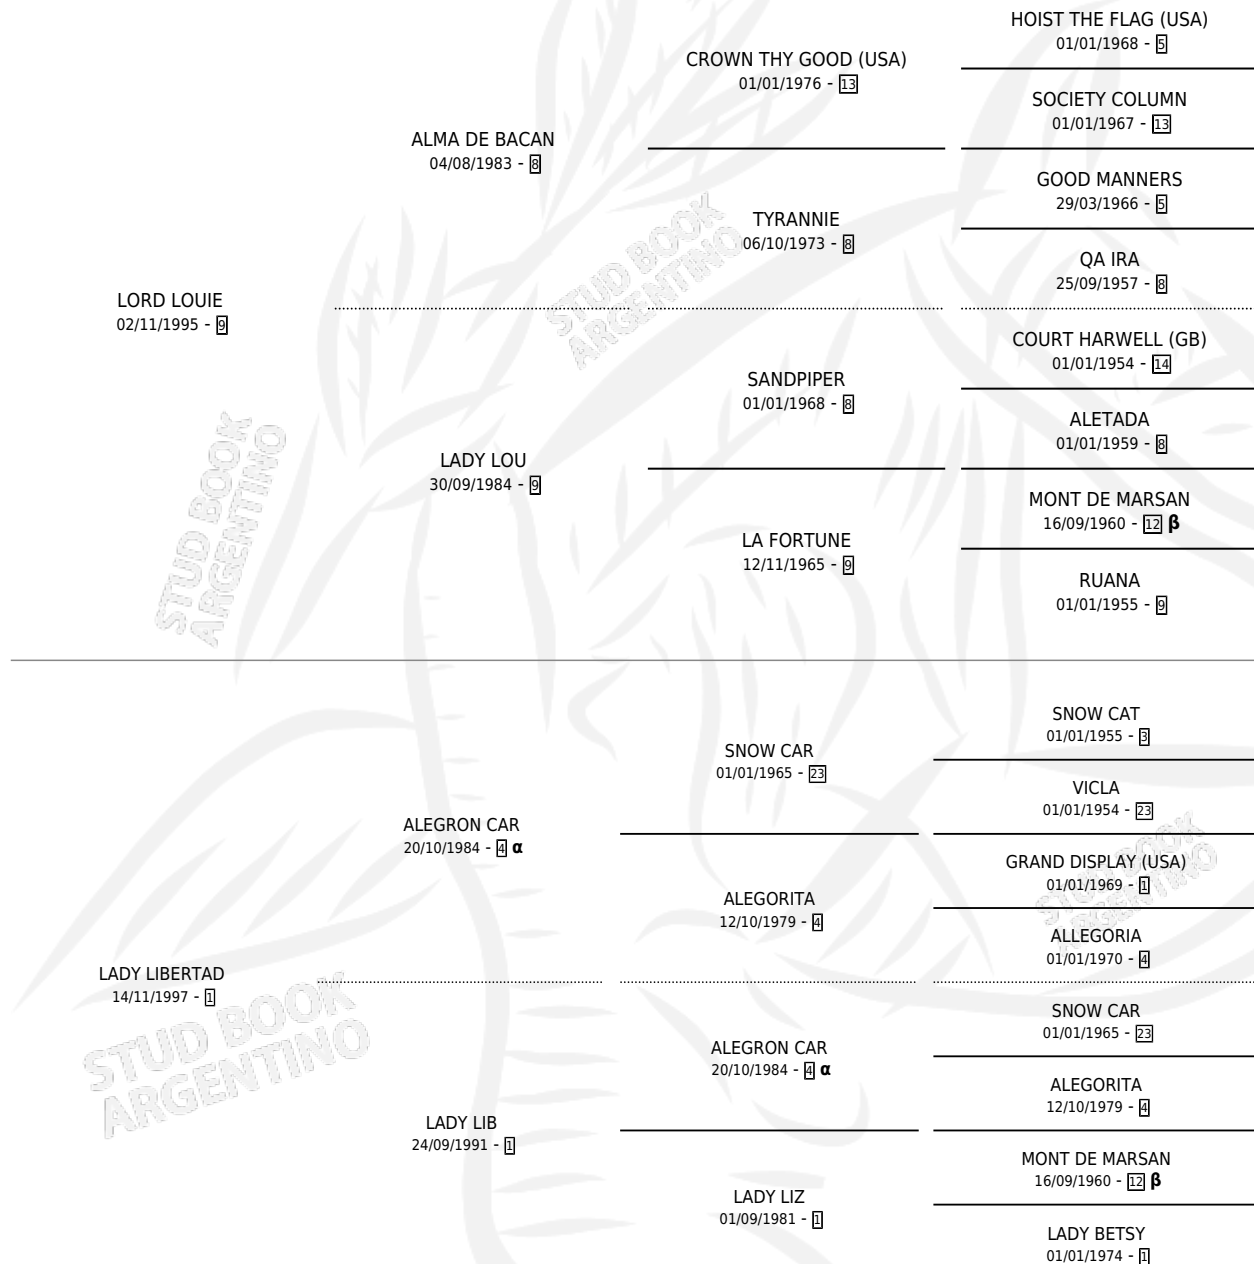 HOIST THE FLAG (USA)
01/01/1968 - 5
CROWN THY GOOD (USA)
01/01/1976 - 13
SOCIETY COLUMN
01/01/1967 - 13
ALMA DE BACAN
04/08/1983 - 8
GOOD MANNERS
29/03/1966 - 5
TYRANNIE
06/10/1973 - 8
QA IRA
25/09/1957 - 8
LORD LOUIE
02/11/1995 - 9
COURT HARWELL (GB)
01/01/1954 - 14
SANDPIPER
01/01/1968 - 8
ALETADA
01/01/1959 - 8
LADY LOU
30/09/1984 - 9
MONT DE MARSAN
16/09/1960 - 12 β
LA FORTUNE
12/11/1965 - 9
RUANA
01/01/1955 - 9
STUD BOOK
ARGENTINO
STUD BOOK
ARGENTINO
SNOW CAT
01/01/1955 - 3
SNOW CAR
01/01/1965 - 23
VICLA
01/01/1954 - 23
ALEGRON CAR
20/10/1984 - 4 α
GRAND DISPLAY (USA)
01/01/1969 - 1
ALEGORITA
12/10/1979 - 4
ALLEGORIA
01/01/1970 - 4
LADY LIBERTAD
14/11/1997 - 1
SNOW CAR
01/01/1965 - 23
ALEGRON CAR
20/10/1984 - 4 α
ALEGORITA
12/10/1979 - 4
LADY LIB
24/09/1991 - 1
MONT DE MARSAN
16/09/1960 - 12 β
LADY LIZ
01/09/1981 - 1
LADY BETSY
01/01/1974 - 1
STUD BOOK
ARGENTINO
STUD BOOK
ARGENTINO